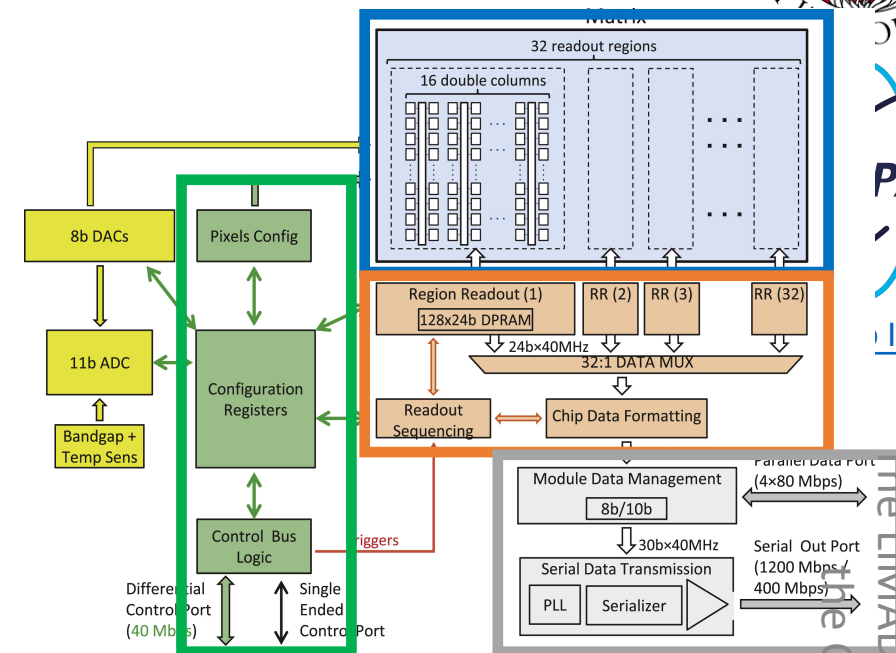 Matrix
32 readout regions
16 double columns
8b DACs
Pixels Config
11b ADC
Configuration
Registers
Bandgap +
Temp Sens
Control Bus
Logic
Differential
Control Port
(40 Mbps)
Single
Ended
Control Port
Region Readout (1)
128x24b DPRAM
RR (2)
RR (3)
RR (32)
24b×40MHz
32:1 DATA MUX
Readout
Sequencing
Chip Data Formatting
riggers
Module Data Management
8b/10b
30b×40MHz
Serial Data Transmission
PLL
Serializer
Parallel Data Port
(4×80 Mbps)
Serial Out Port
(1200 Mbps /
400 Mbps)
the